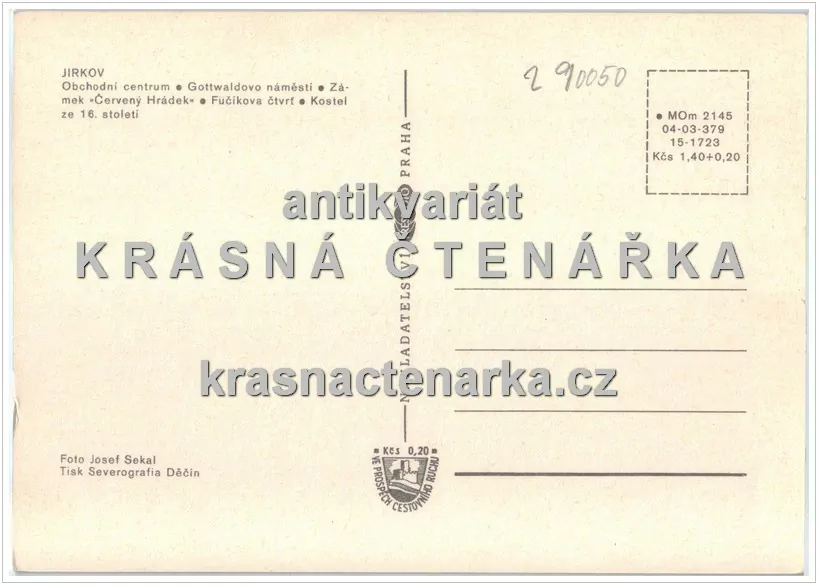 JIRKOV
Obchodní centrum • Gottwaldovo náměstí • Zá-
mek »Červený Hrádek« • Fučíkova čtvrť • Kostel
ze 16. století
2 90050
• MOm 2145
04-03-379
15-1723
Kčs 1,40+0,20
antikvariát
KRÁSNÁ ČTENÁŘKA
krasnactenarka.cz
NAKLADATELSTVÍ
PRAHA
Foto Josef Sekal
Tisk Severografia Děčín
Kčs 0,20
VE PROSPĚCH CESTOVNÍHO RUCHU